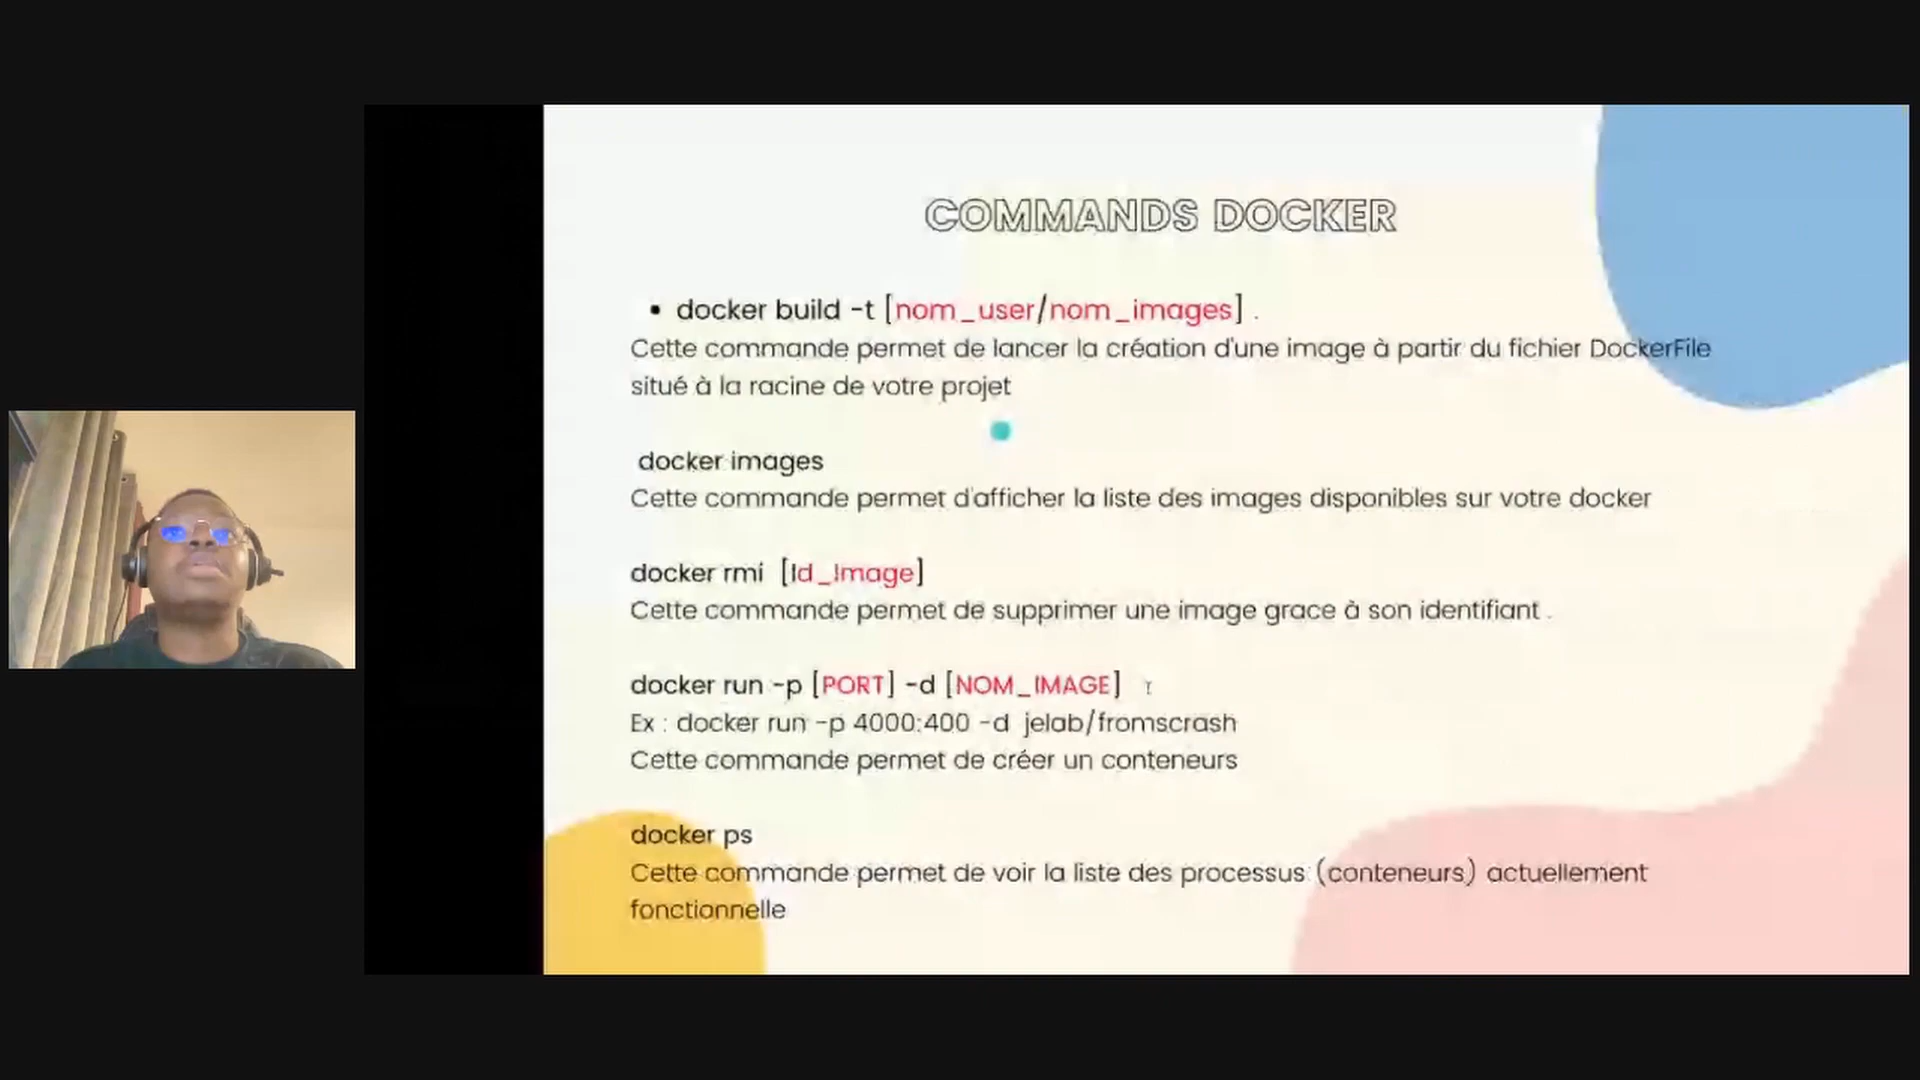 COMMANDS DOCKER
• docker build -t [nom_user/nom_images] .
Cette commande permet de lancer la création d'une image à partir du fichier DockerFile
situé à la racine de votre projet
docker images
Cette commande permet d'afficher la liste des images disponibles sur votre docker
docker rmi [Id_Image]
Cette commande permet de supprimer une image grace à son identifiant .
docker run -p [PORT] -d [NOM_IMAGE]
Ex : docker run -p 4000:400 -d jelab/fromscrash
Cette commande permet de créer un conteneurs
docker ps
Cette commande permet de voir la liste des processus (conteneurs) actuellement
fonctionnelle